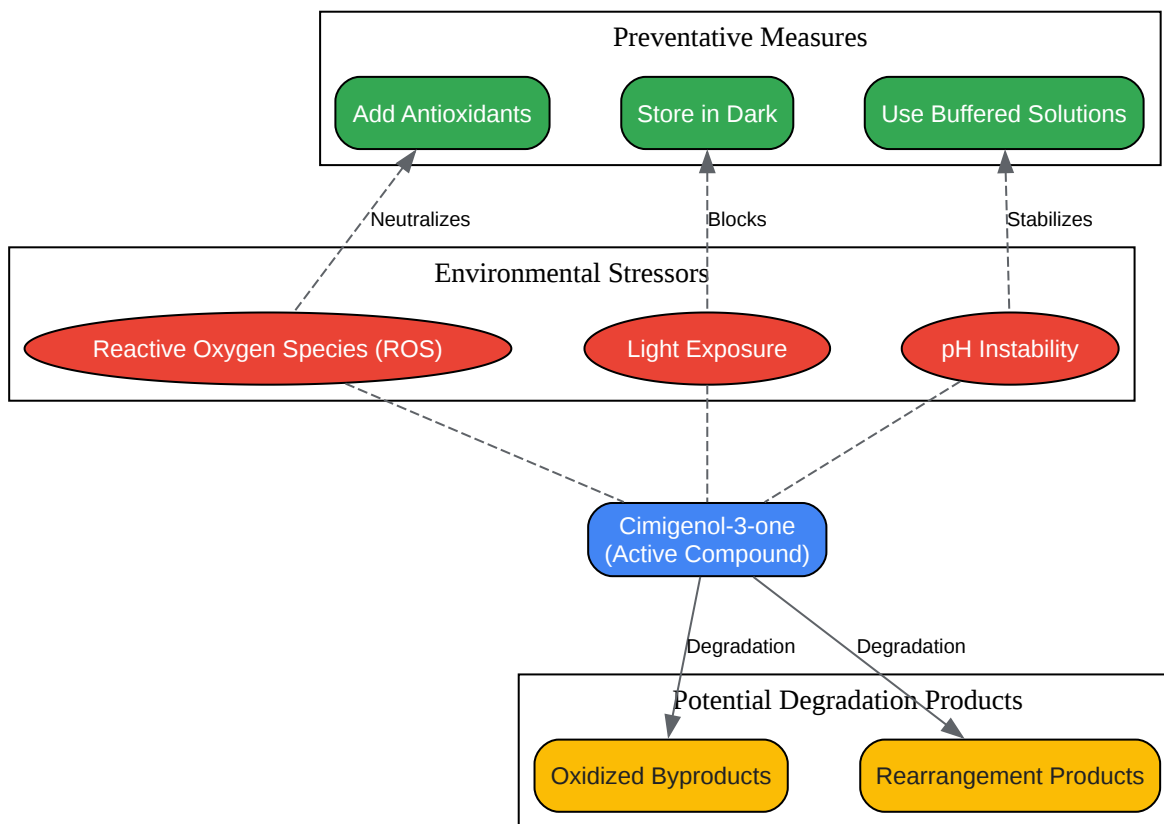 Preventative Measures
Add Antioxidants
Store in Dark
Use Buffered Solutions
Neutralizes
Blocks
Stabilizes
Environmental Stressors
Reactive Oxygen Species (ROS)
Light Exposure
pH Instability
Cimigenol-3-one
(Active Compound)
Degradation
Degradation
Potential Degradation Products
Oxidized Byproducts
Rearrangement Products